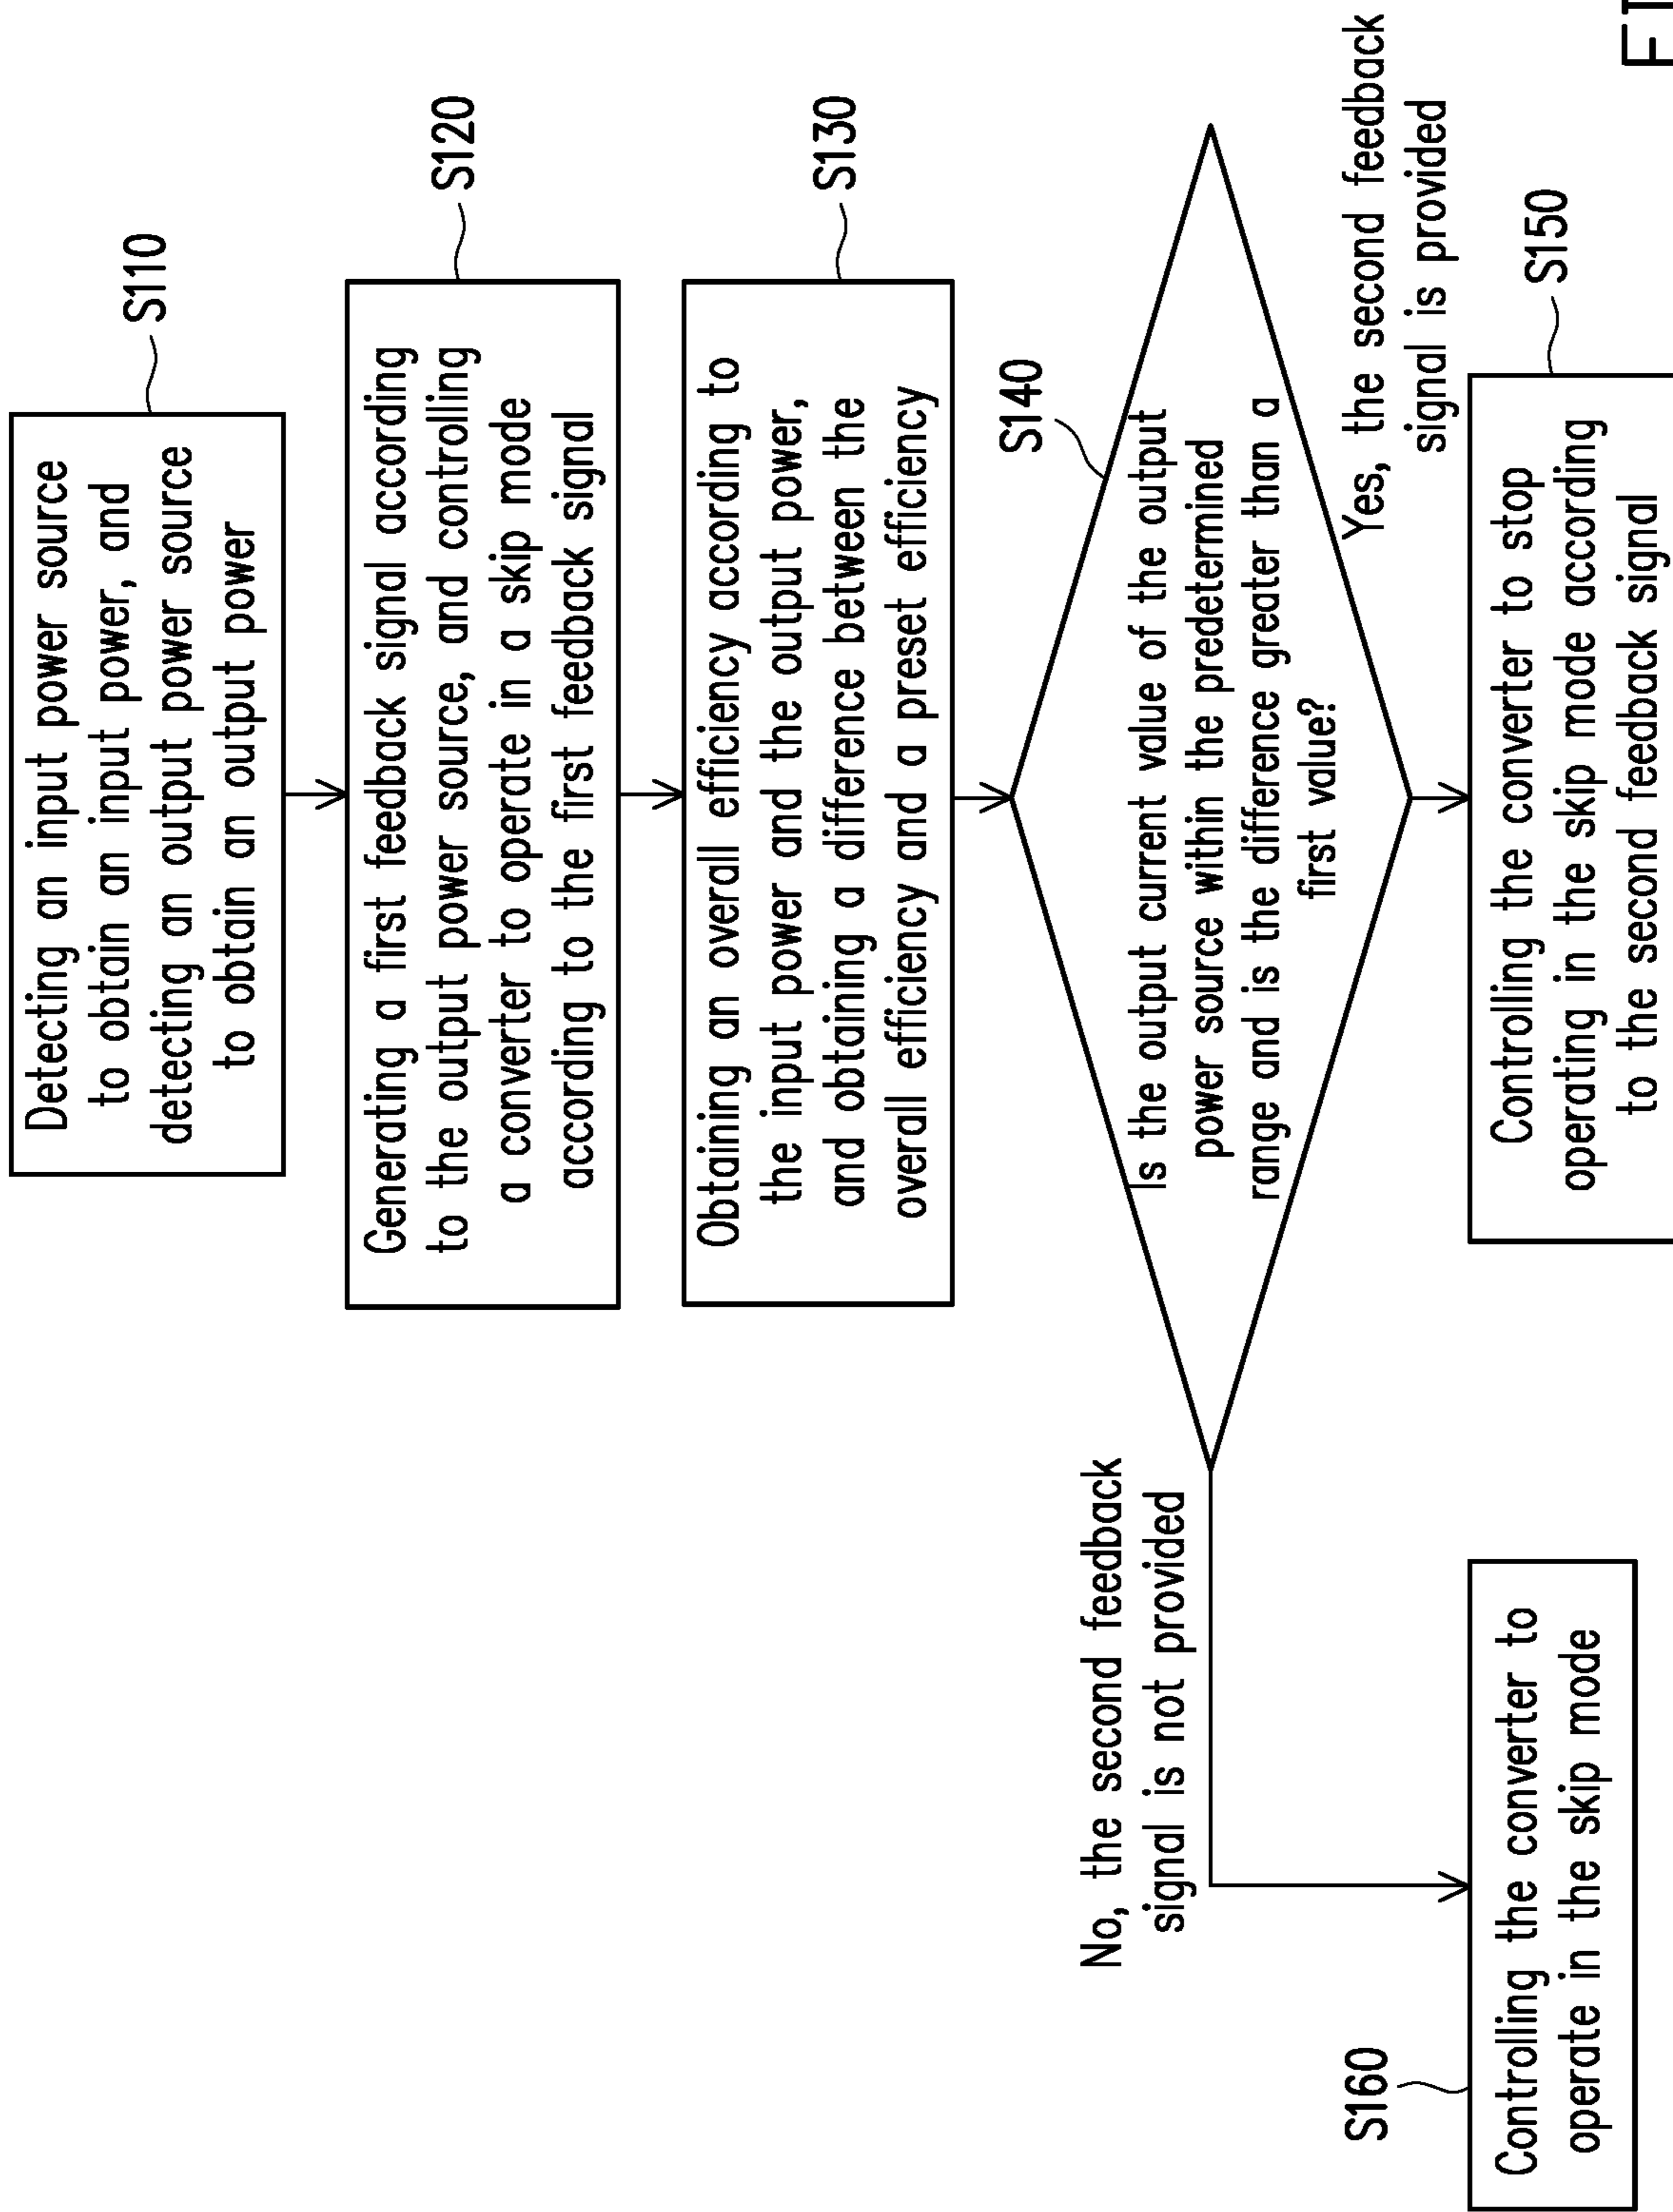 Detecting an input power source
to obtain an input power, and
detecting an output power source
to obtain an output power
S110
Generating a first feedback signal according
to the output power source, and controlling
a converter to operate in a skip mode
according to the first feedback signal
S120
Obtaining an overall efficiency according to
the input power and the output power,
and obtaining a difference between the
overall efficiency and a preset efficiency
S130
S140
Is the output current value of the output
power source within the predetermined
range and is the difference greater than a
first value?
No, the second feedback
signal is not provided
Yes, the second feedback
signal is provided
S160
Controlling the converter to
operate in the skip mode
S150
Controlling the converter to stop
operating in the skip mode according
to the second feedback signal